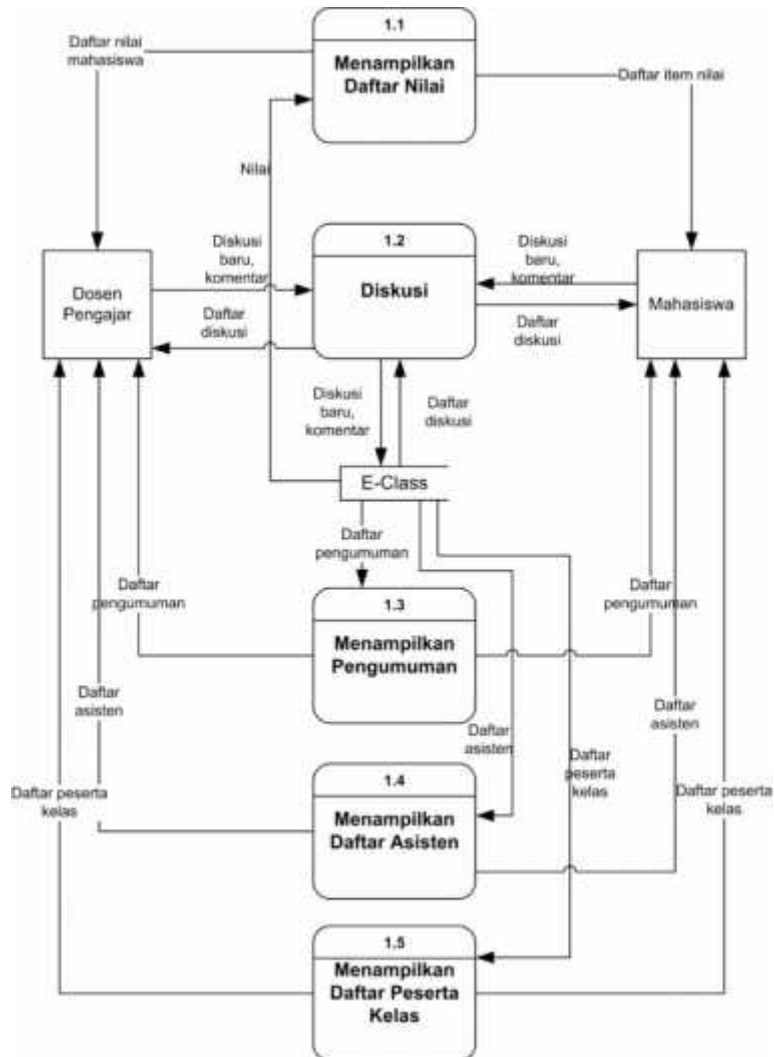 1.1
Menampilkan
Daftar Nilai
Daftar nilai
mahasiswa
Daftar item nilai
Nilai
1.2
Diskusi
Diskusi
baru,
komentar
Diskusi
baru,
komentar
Dosen
Pengajar
Mahasiswa
Daftar
diskusi
Daftar
diskusi
Diskusi
baru,
komentar
Daftar
diskusi
E-Class
Daftar
pengumuman
Daftar
pengumuman
Daftar
pengumuman
1.3
Menampilkan
Pengumuman
Daftar
asisten
Daftar
asisten
Daftar
asisten
Daftar
peserta
kelas
Daftar peserta
kelas
Daftar peserta
kelas
1.4
Menampilkan
Daftar Asisten
1.5
Menampilkan
Daftar Peserta
Kelas